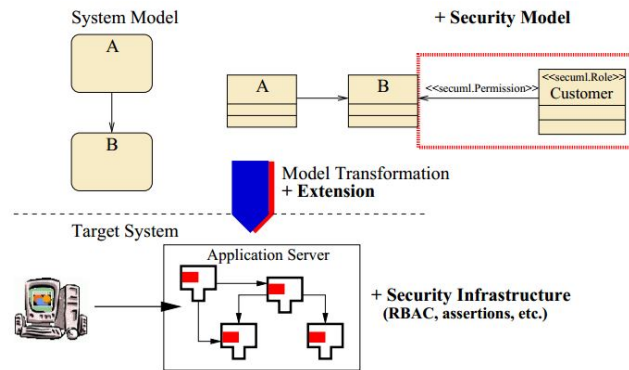 System Model
+ Security Model
A
B
A
B
<<secuml.Permission>>
<<secuml.Role>>
Customer
Model Transformation
+ Extension
Target System
Application Server
+ Security Infrastructure
(RBAC, assertions, etc.)